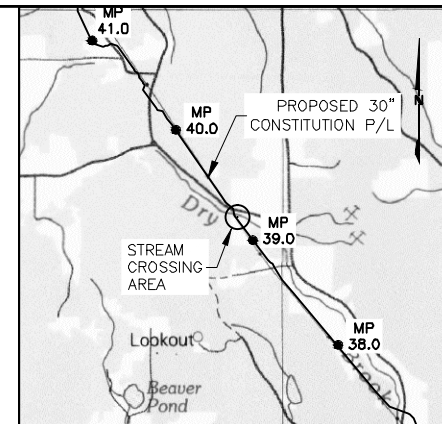 MP
41.0
MP
40.0
PROPOSED 30"
CONSTITUTION P/L
N
Dry
MP
39.0
STREAM
CROSSING
AREA
MP
38.0
Lookout
Brook
Beaver
Pond